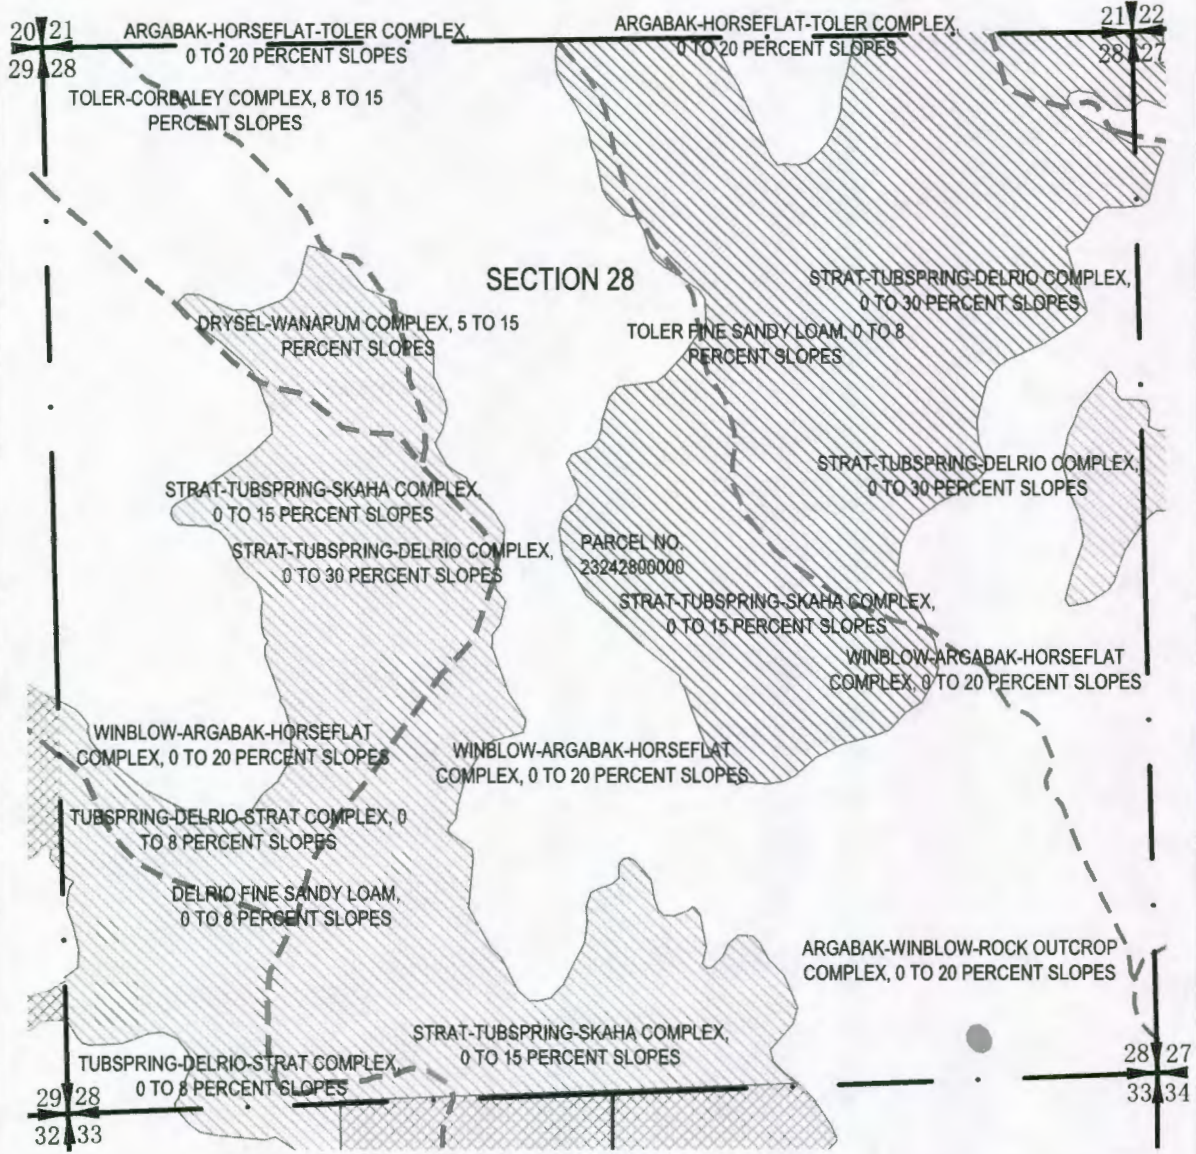 20 21
29 28
ARGABAK-HORSEFLAT-TOLER COMPLEX,
0 TO 20 PERCENT SLOPES
ARGABAK-HORSEFLAT-TOLER COMPLEX,
0 TO 20 PERCENT SLOPES
21 22
28 27
TOLER-CORBALEY COMPLEX, 8 TO 15
PERCENT SLOPES
SECTION 28
STRAT-TUBSPRING-DELRIO COMPLEX,
0 TO 30 PERCENT SLOPES
DRYSEL-WANAPUM COMPLEX, 5 TO 15
PERCENT SLOPES
TOLER FINE SANDY LOAM, 0 TO 8
PERCENT SLOPES
STRAT-TUBSPRING-DELRIO COMPLEX,
0 TO 30 PERCENT SLOPES
STRAT-TUBSPRING-SKAHA COMPLEX,
0 TO 15 PERCENT SLOPES
STRAT-TUBSPRING-DELRIO COMPLEX,
0 TO 30 PERCENT SLOPES
PARCEL NO.
23242800000
STRAT-TUBSPRING-SKAHA COMPLEX,
0 TO 15 PERCENT SLOPES
WINBLOW-ARGABAK-HORSEFLAT
COMPLEX, 0 TO 20 PERCENT SLOPES
WINBLOW-ARGABAK-HORSEFLAT
COMPLEX, 0 TO 20 PERCENT SLOPES
WINBLOW-ARGABAK-HORSEFLAT
COMPLEX, 0 TO 20 PERCENT SLOPES
TUBSPRING-DELRIO-STRAT COMPLEX, 0
TO 8 PERCENT SLOPES
DELRIO FINE SANDY LOAM,
0 TO 8 PERCENT SLOPES
ARGABAK-WINBLOW-ROCK OUTCROP
COMPLEX, 0 TO 20 PERCENT SLOPES
STRAT-TUBSPRING-SKAHA COMPLEX,
0 TO 15 PERCENT SLOPES
TUBSPRING-DELRIO-STRAT COMPLEX,
0 TO 8 PERCENT SLOPES
28 27
33 34
29 28
32 33